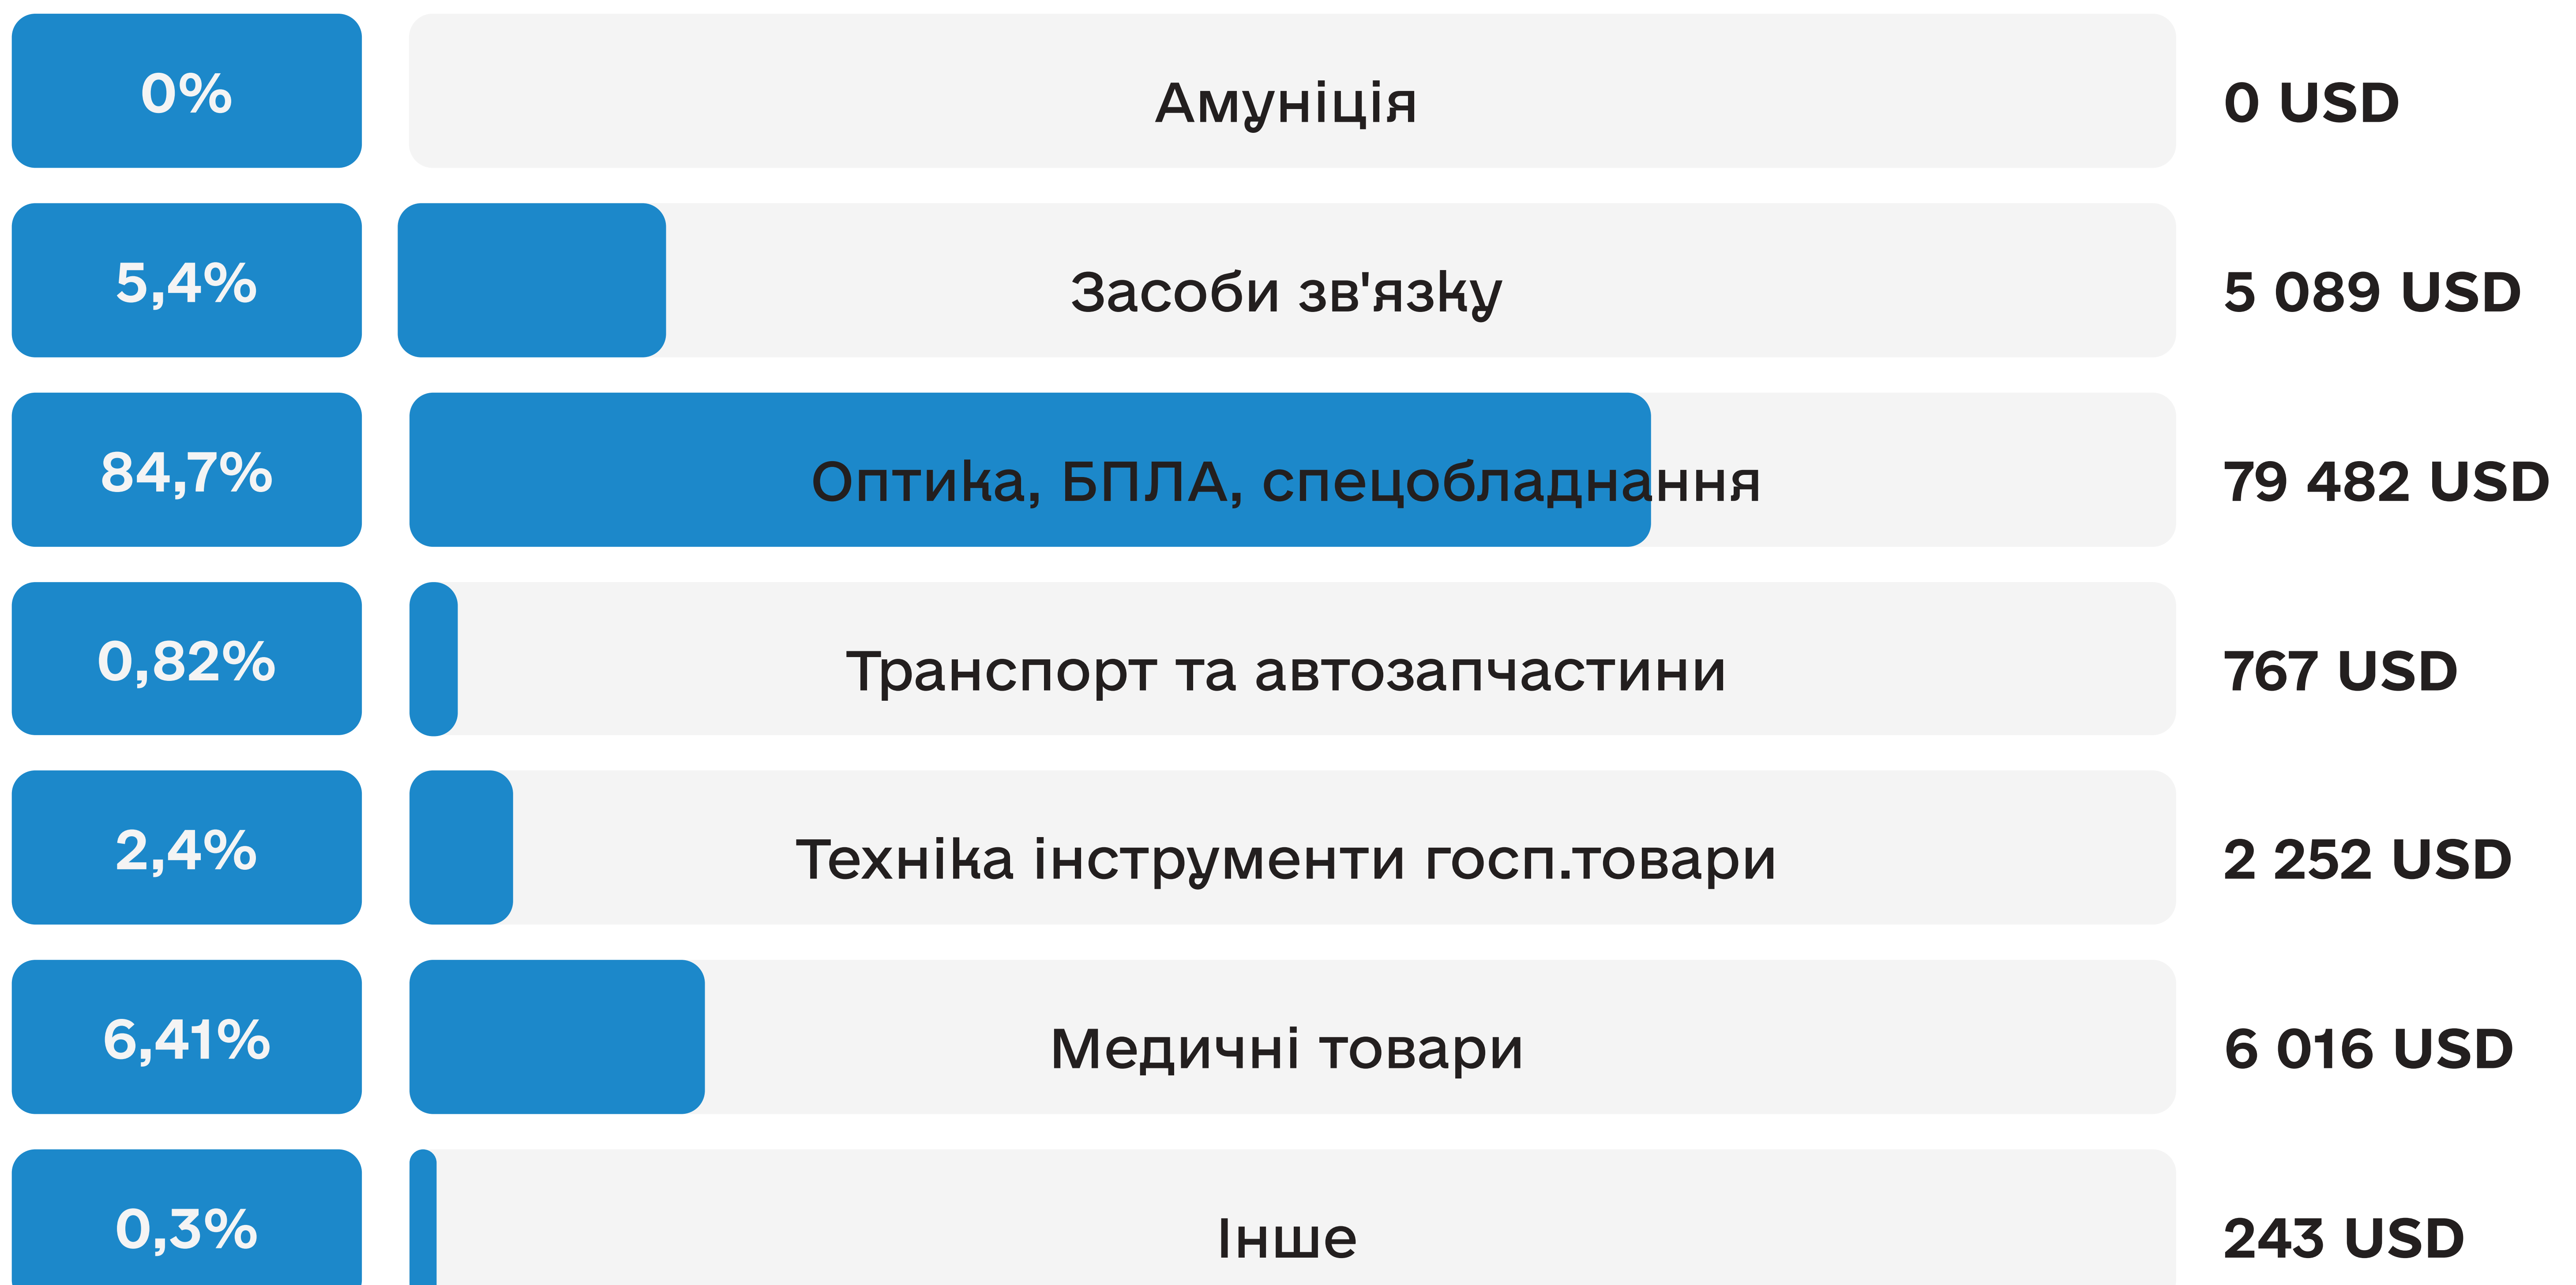 0% Амуніція 0 USD
5,4% Засоби зв'язку 5 089 USD
84,7% Оптика, БПЛА, спецобладнання 79 482 USD
0,82% Транспорт та автозапчастини 767 USD
2,4% Техніка інструменти госп.товари 2 252 USD
6,41% Медичні товари 6 016 USD
0,3% Інше 243 USD